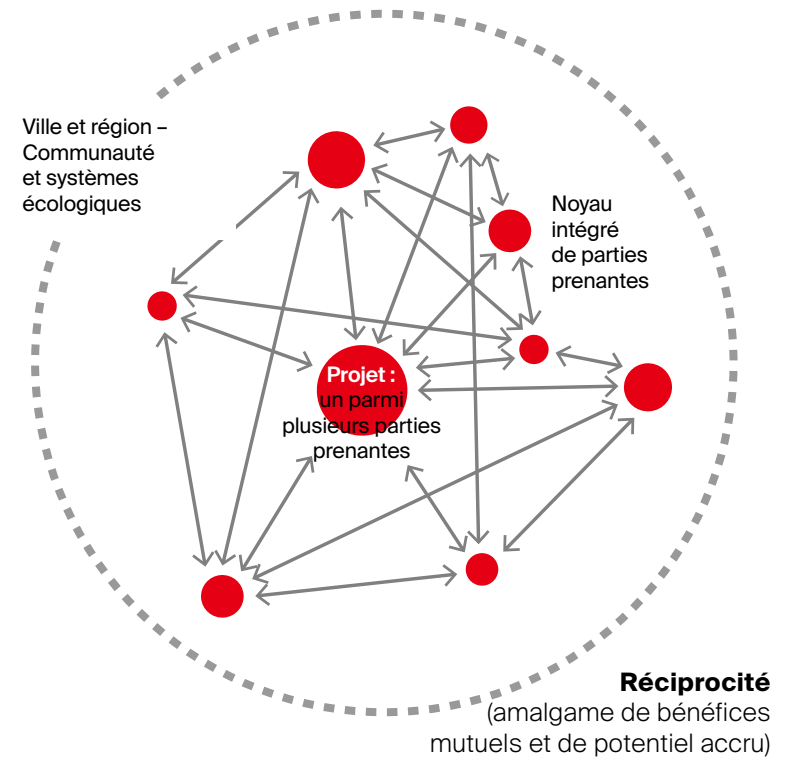 Ville et région –
Communauté
et systèmes
écologiques
Noyau
intégré
de parties
prenantes
Projet :
un parmi
plusieurs parties
prenantes
Réciprocité
(amalgame de bénéfices
mutuels et de potentiel accru)